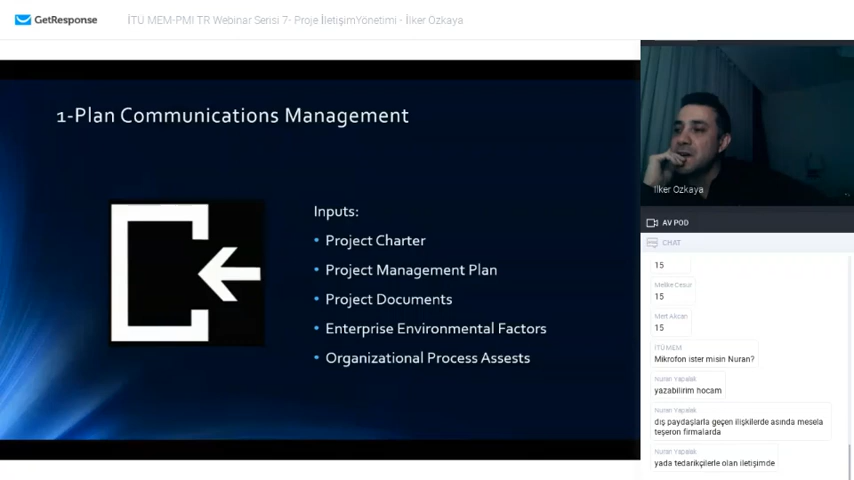 GetResponse
İTÜ MEM-PMI TR Webinar Serisi 7- Proje İletişimYönetimi - İlker Ozkaya
1-Plan Communications Management
Inputs:
• Project Charter
• Project Management Plan
• Project Documents
• Enterprise Environmental Factors
• Organizational Process Assests
Ilker Ozkaya
AV POD
CHAT
15
Melike Cesur
15
Mert Akcan
15
İTÜ MEM
Mikrofon ister misin Nuran?
Nuran Yapalak
yazabilirim hocam
Nuran Yapalak
dış paydaşlarla geçen ilişkilerde asında mesela
teşeron firmalarda
Nuran Yapalak
yada tedarikçilerle olan iletişimde